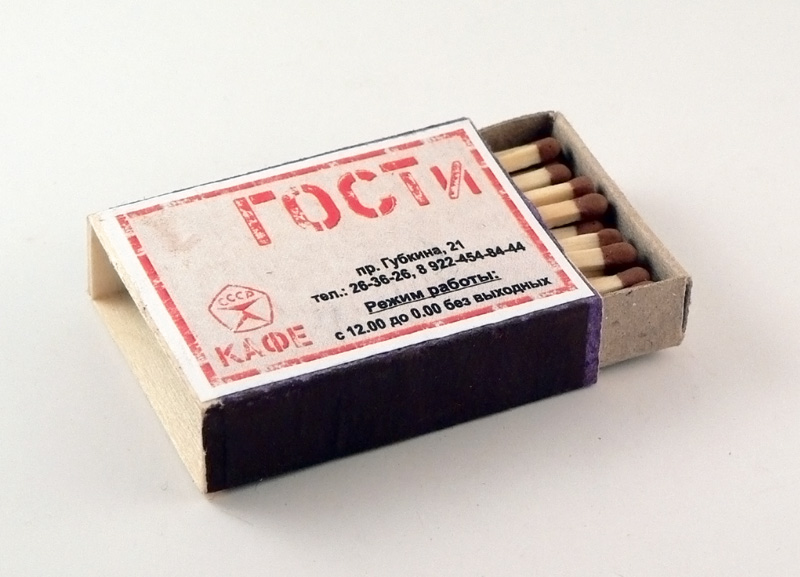 ГОСТи
пр. Губкина, 21
тел.: 26-36-26, 8 922-454-84-44
Режим работы:
с 12.00 до 0.00 без выходных
СССР
КАФЕ